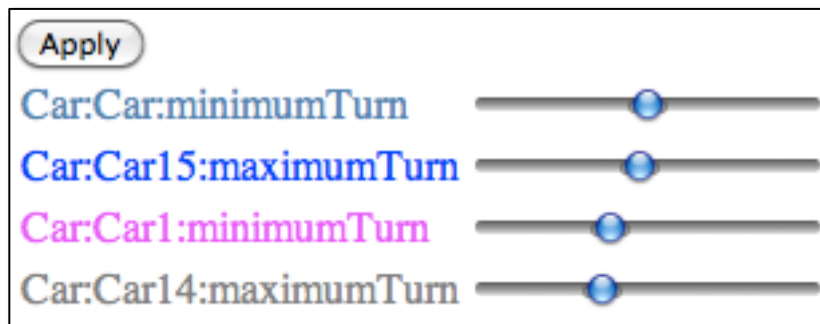 Apply
Car:Car:minimumTurn
Car:Car15:maximumTurn
Car:Car1:minimumTurn
Car:Car14:maximumTurn